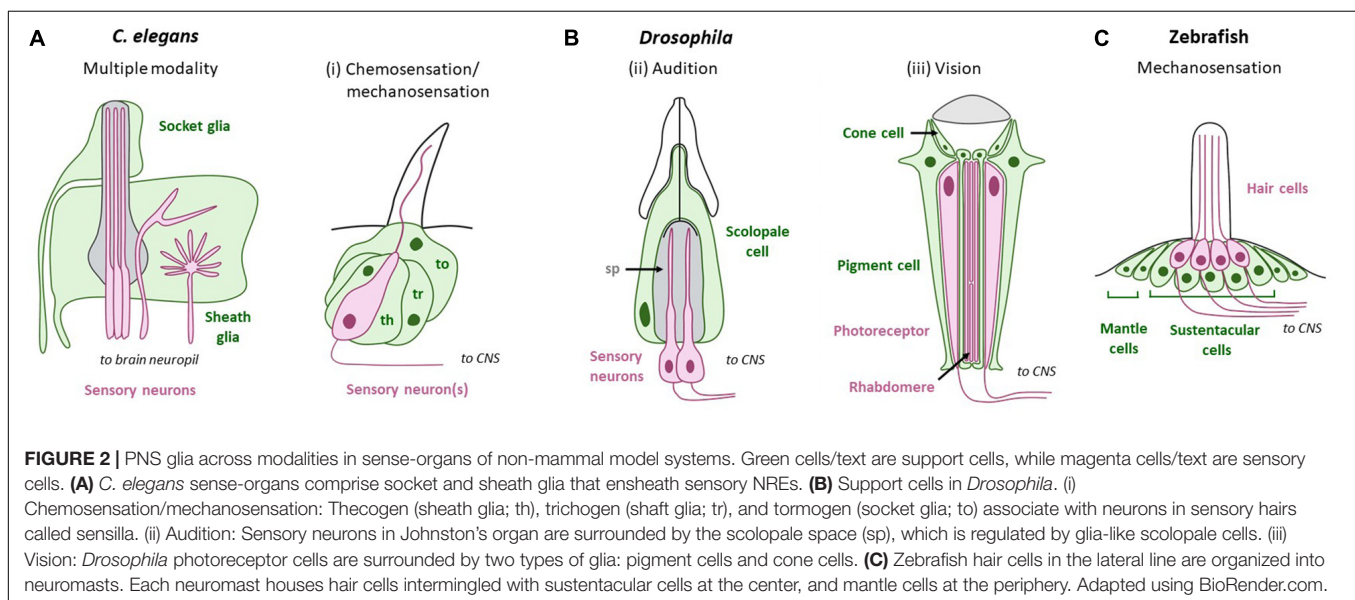 A
C. elegans
Multiple modality
Socket glia
Sheath
glia
to brain neuropil
Sensory neurons
(i) Chemosensation/
mechanosensation
to
tr
th
to CNS
Sensory neuron(s)
B
Drosophila
(ii) Audition
Scolopale
cell
sp
Sensory
neurons
to CNS
(iii) Vision
Cone cell
Pigment cell
Photoreceptor
Rhabdomere
to CNS
C
Zebrafish
Mechanosensation
Hair cells
Mantle
cells
Sustentacular
cells
to CNS
FIGURE 2 | PNS glia across modalities in sense-organs of non-mammal model systems. Green cells/text are support cells, while magenta cells/text are sensory
cells. (A) C. elegans sense-organs comprise socket and sheath glia that ensheath sensory NREs. (B) Support cells in Drosophila. (i)
Chemosensation/mechanosensation: Thecogen (sheath glia; th), trichogen (shaft glia; tr), and tormogen (socket glia; to) associate with neurons in sensory hairs
called sensilla. (ii) Audition: Sensory neurons in Johnston's organ are surrounded by the scolopale space (sp), which is regulated by glia-like scolopale cells. (iii)
Vision: Drosophila photoreceptor cells are surrounded by two types of glia: pigment cells and cone cells. (C) Zebrafish hair cells in the lateral line are organized into
neuromasts. Each neuromast houses hair cells intermingled with sustentacular cells at the center, and mantle cells at the periphery. Adapted using BioRender.com.